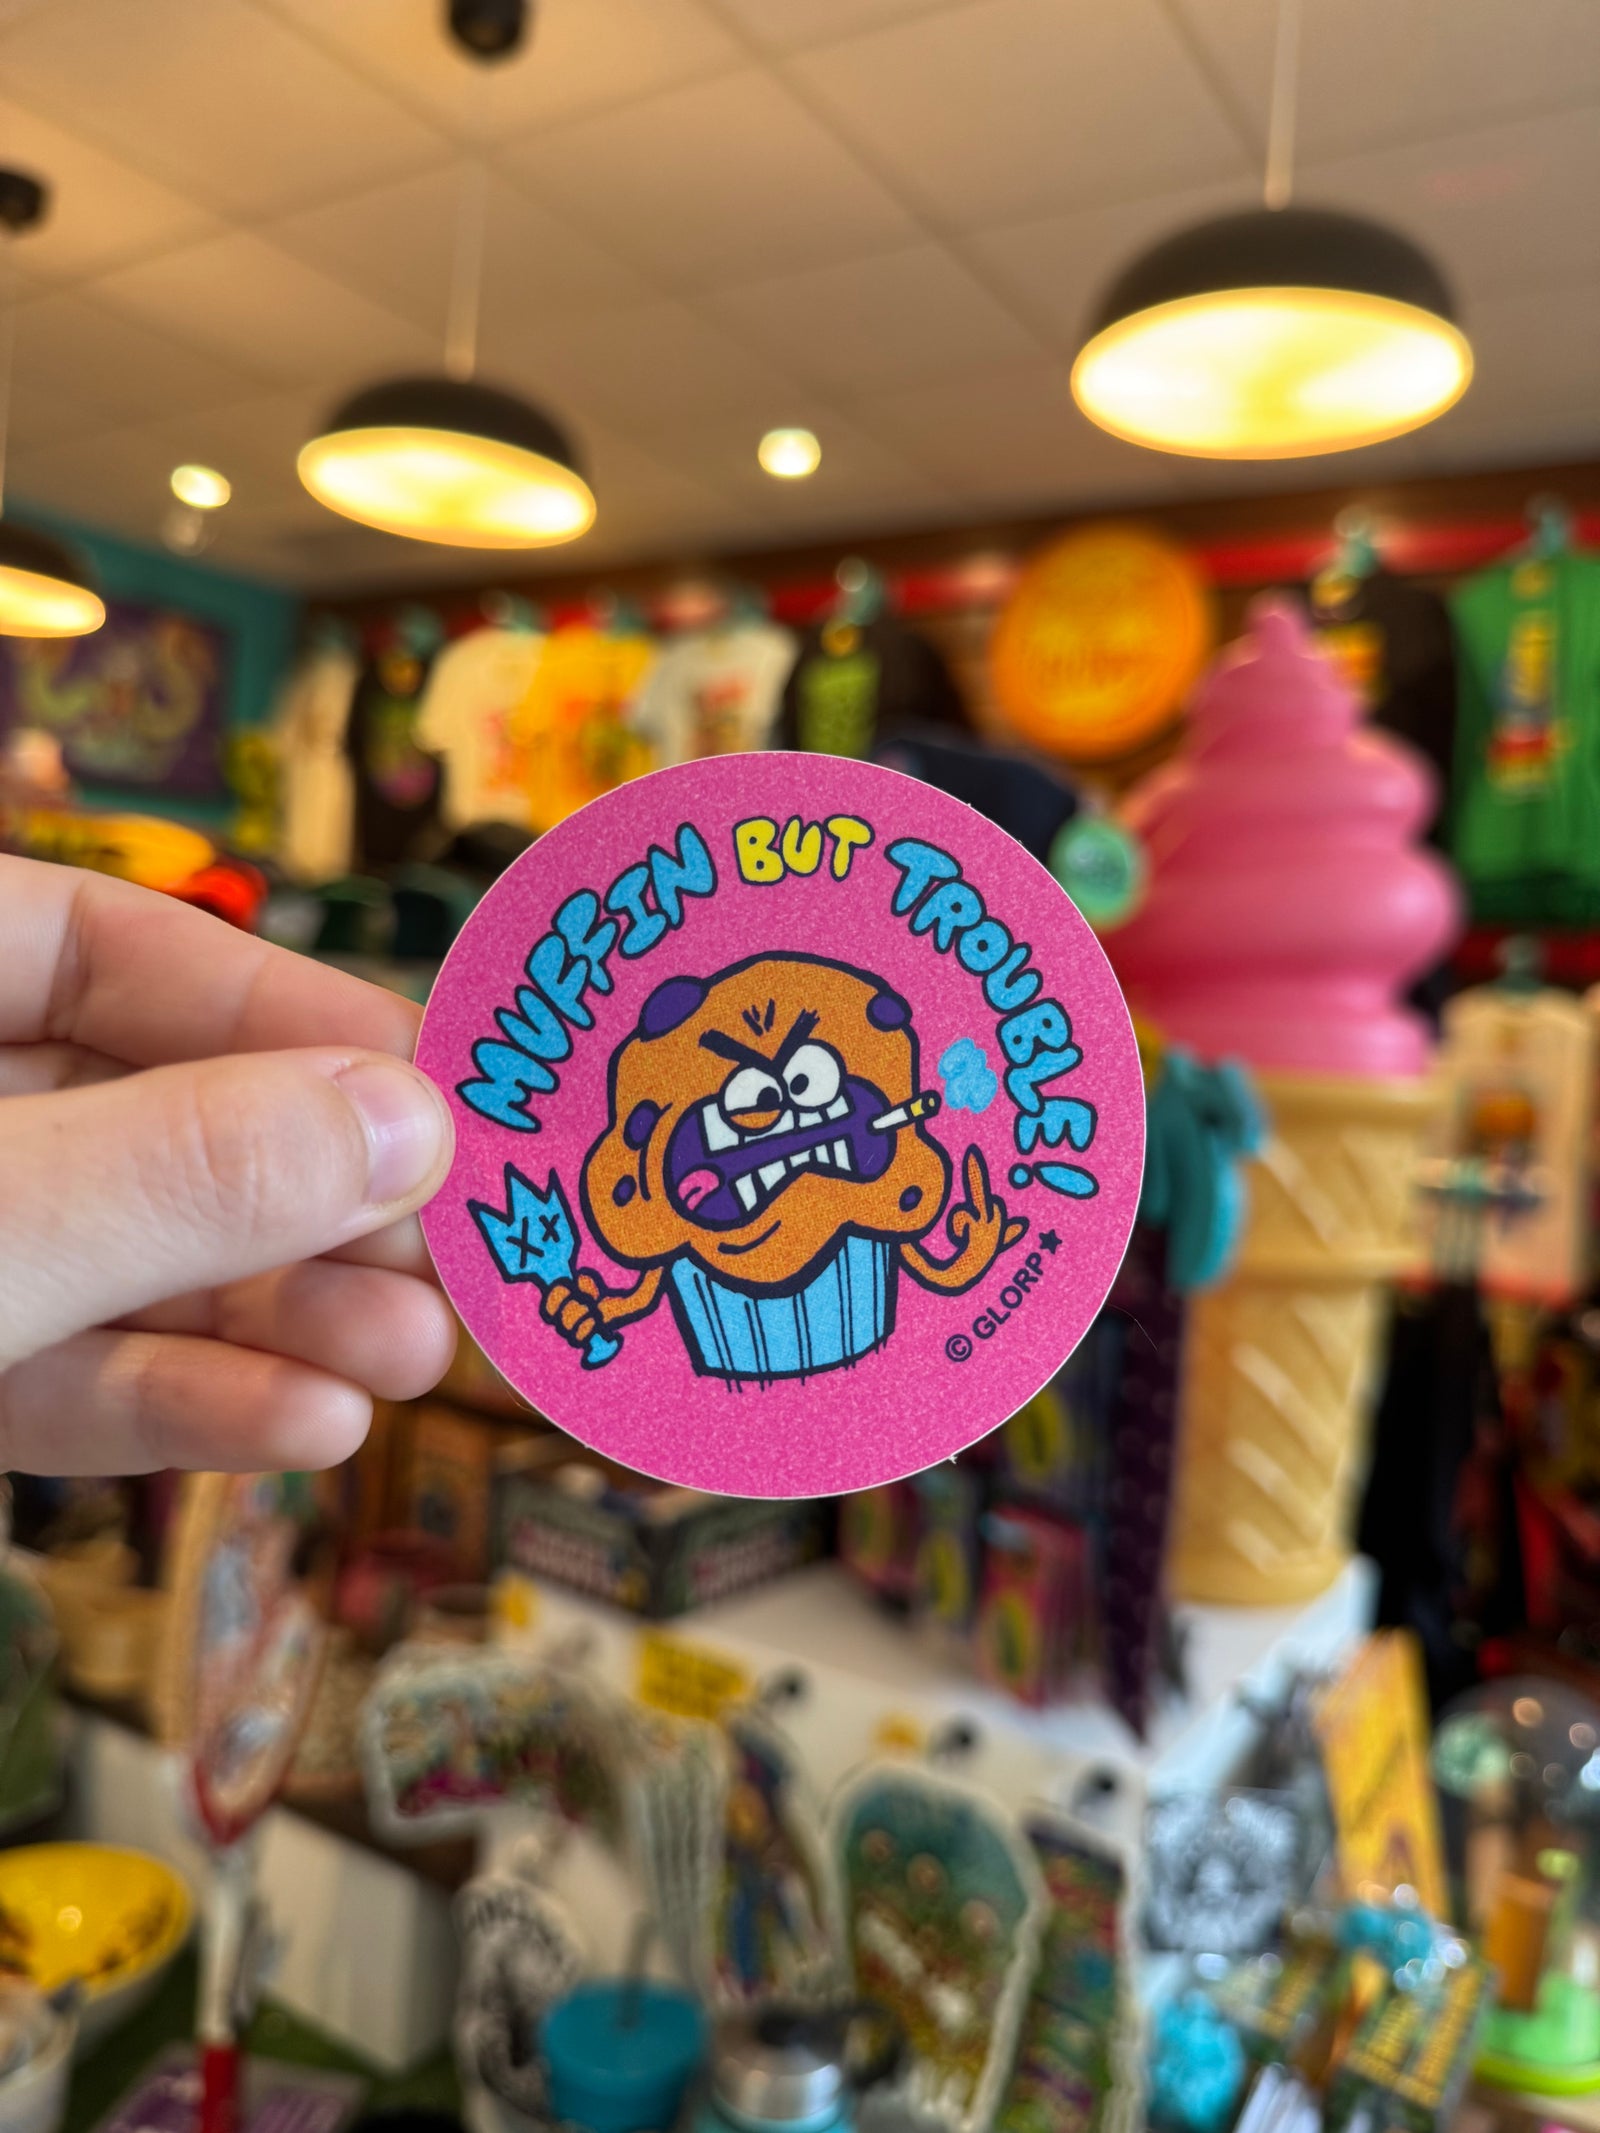 MUFFIN BUT TROUBLE!
© GLORP★